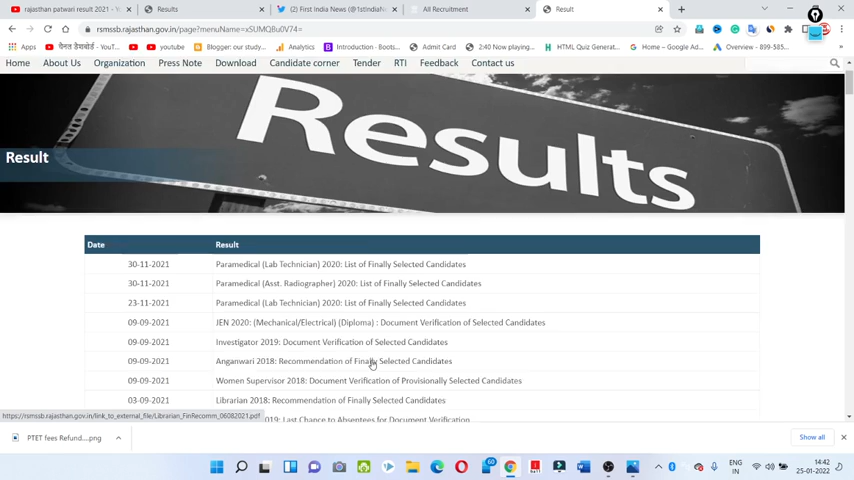 rajasthan patwari result 2021 - Y
Results
(2) First India News (@1stIndiaNe
All Recruitment
Result
rsmssb.rajasthan.gov.in/page?menuName=xSUMQBu0V74=
Apps
चैनल डैशबोर्ड - YouT...
youtube
Blogger: our study...
Analytics
Introduction - Boots...
Admit Card
2:40 Now playing...
HTML Quiz Generat...
Home – Google Ad...
Overview - 899-585...
Home
About Us
Organization
Press Note
Download
Candidate corner
Tender
RTI
Feedback
Contact us
Results
Result
Date
Result
30-11-2021
Paramedical (Lab Technician) 2020: List of Finally Selected Candidates
30-11-2021
Paramedical (Asst. Radiographer) 2020: List of Finally Selected Candidates
23-11-2021
Paramedical (Lab Technician) 2020: List of Finally Selected Candidates
09-09-2021
JEN 2020: (Mechanical/Electrical) (Diploma) : Document Verification of Selected Candidates
09-09-2021
Investigator 2019: Document Verification of Selected Candidates
09-09-2021
Anganwari 2018: Recommendation of Finally Selected Candidates
09-09-2021
Women Supervisor 2018: Document Verification of Provisionally Selected Candidates
03-09-2021
Librarian 2018: Recommendation of Finally Selected Candidates
019: Last Chance to Absentees for Document Verification
https://rsmssb.rajasthan.gov.in/link_to_external_file/Librarian_FinRecomm_06082021.pdf
PTET fees Refund....png
Show all
60
ENG
IN
14:42
25-01-2022